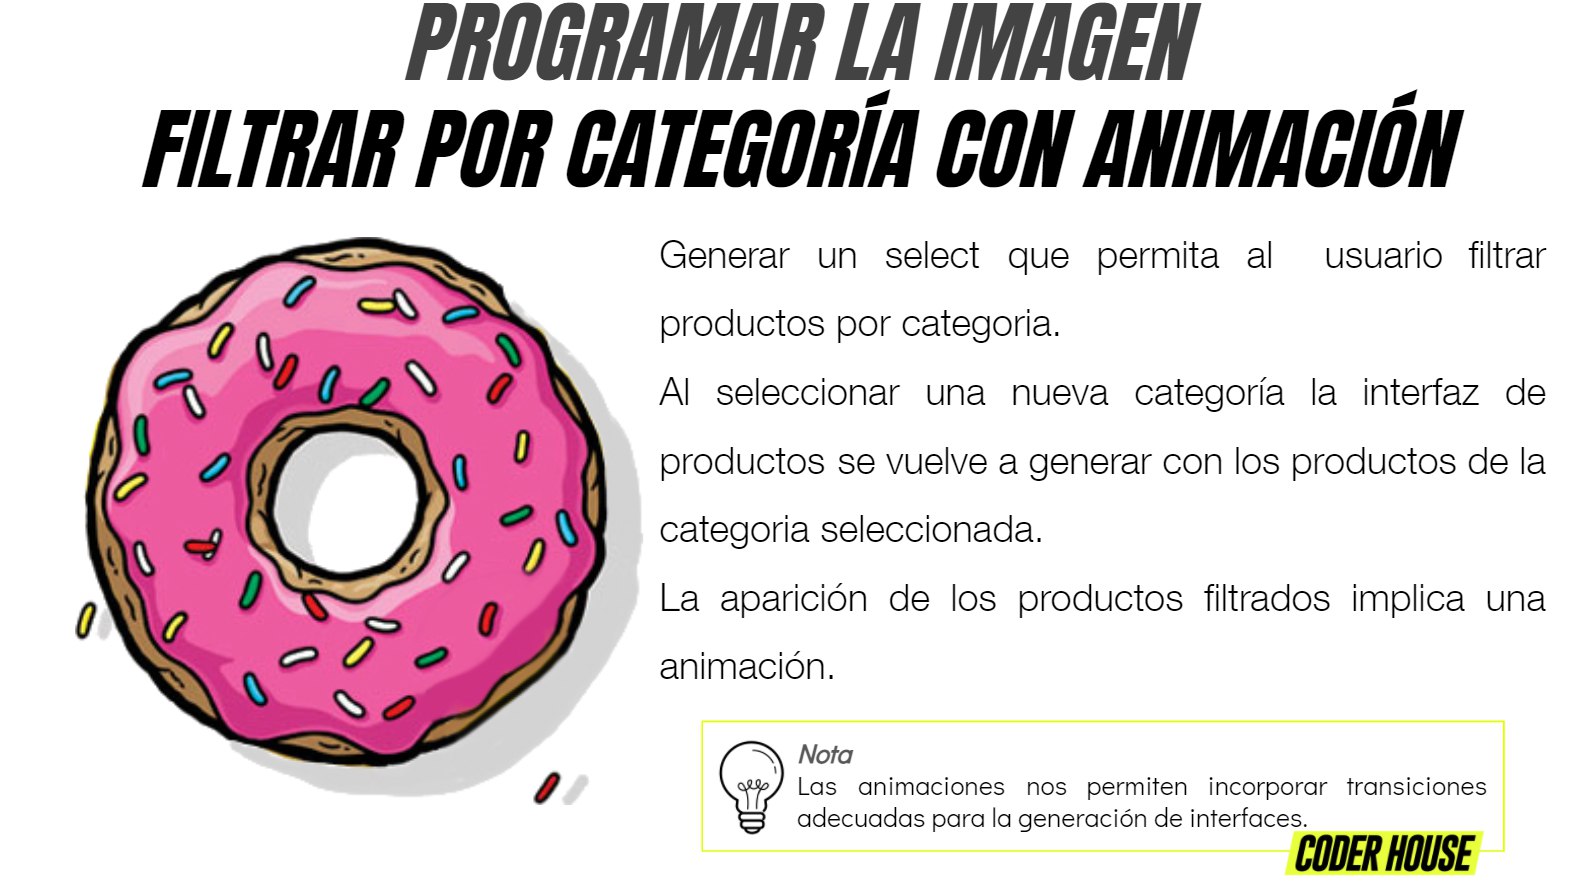 PROGRAMAR LA IMAGEN
FILTRAR POR CATEGORÍA CON ANIMACIÓN
Generar un select que permita al usuario filtrar
productos por categoria.
Al seleccionar una nueva categoría la interfaz de
productos se vuelve a generar con los productos de la
categoria seleccionada.
La aparición de los productos filtrados implica una
animación.
Nota
Las animaciones nos permiten incorporar transiciones
adecuadas para la generación de interfaces.
CODER HOUSE